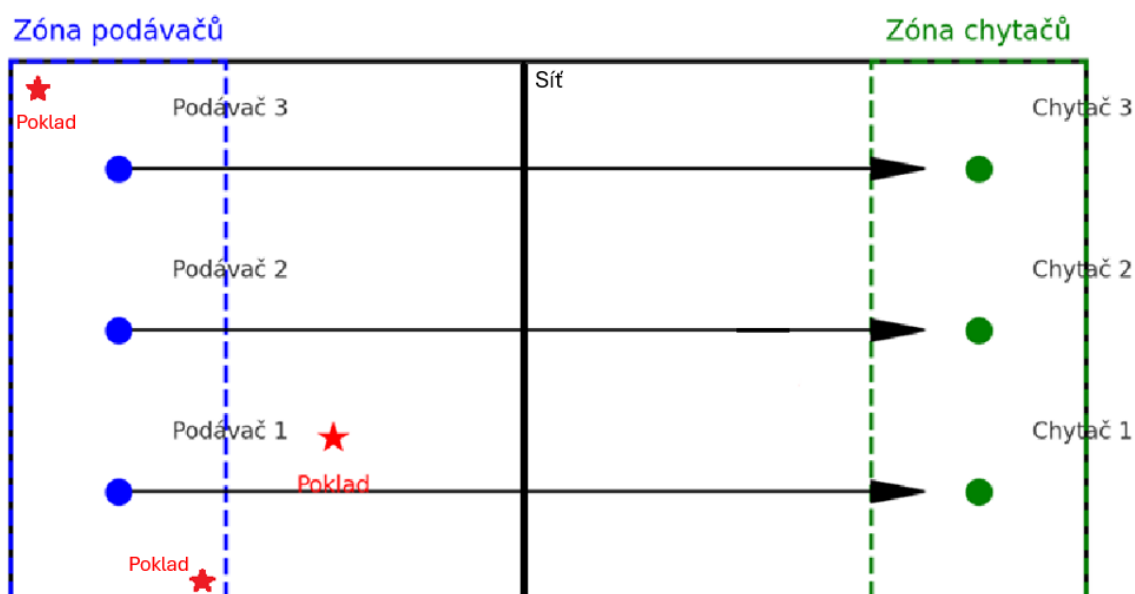 Zóna podávačů
Zóna chytačů
Síť
Podávač 3
Chytač 3
Poklad
Podávač 2
Chytač 2
Podávač 1
Chytač 1
Poklad
Poklad